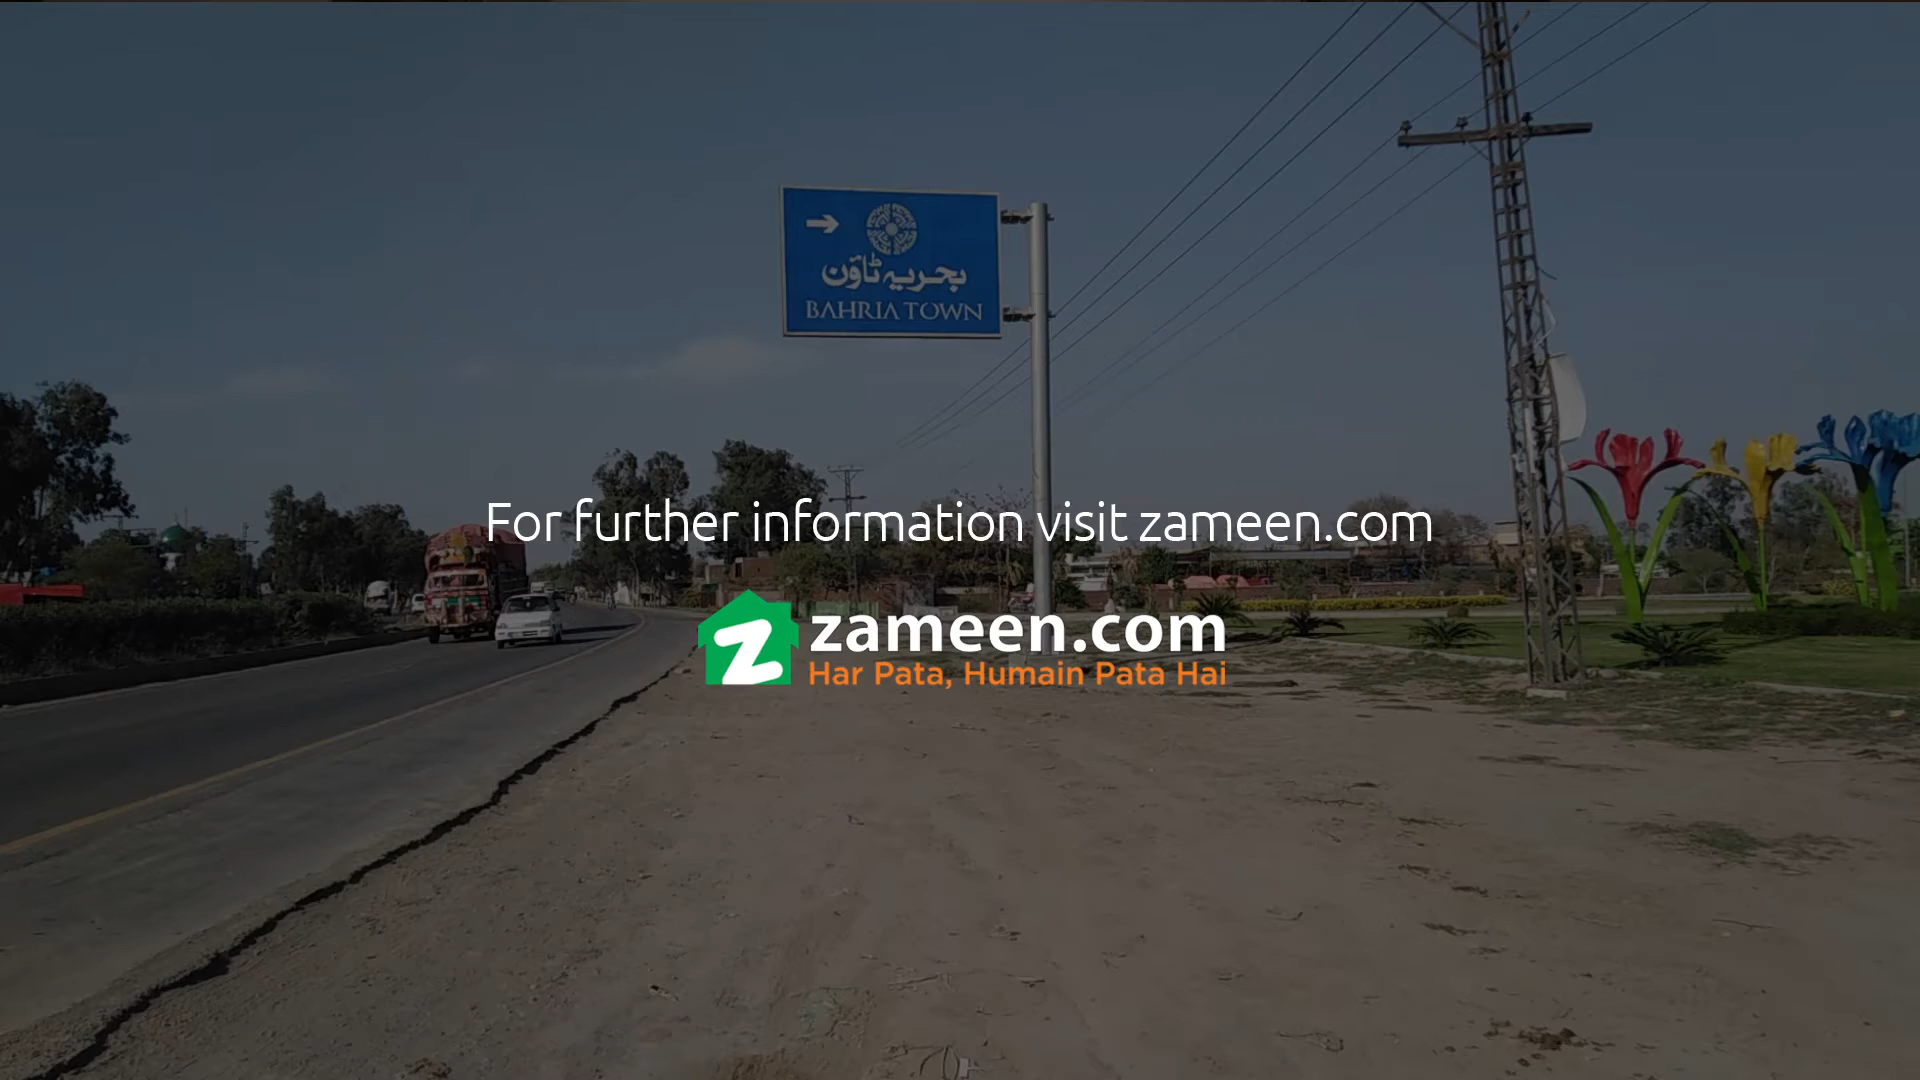 بحریہ ٹاؤن
BAHRIA TOWN
For further information visit zameen.com
zameen.com
Har Pata, Humain Pata Hai